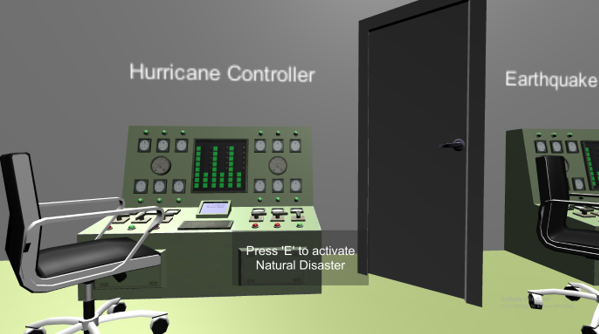 Hurricane Controller
Earthquake
Press 'E' to activate
Natural Disaster